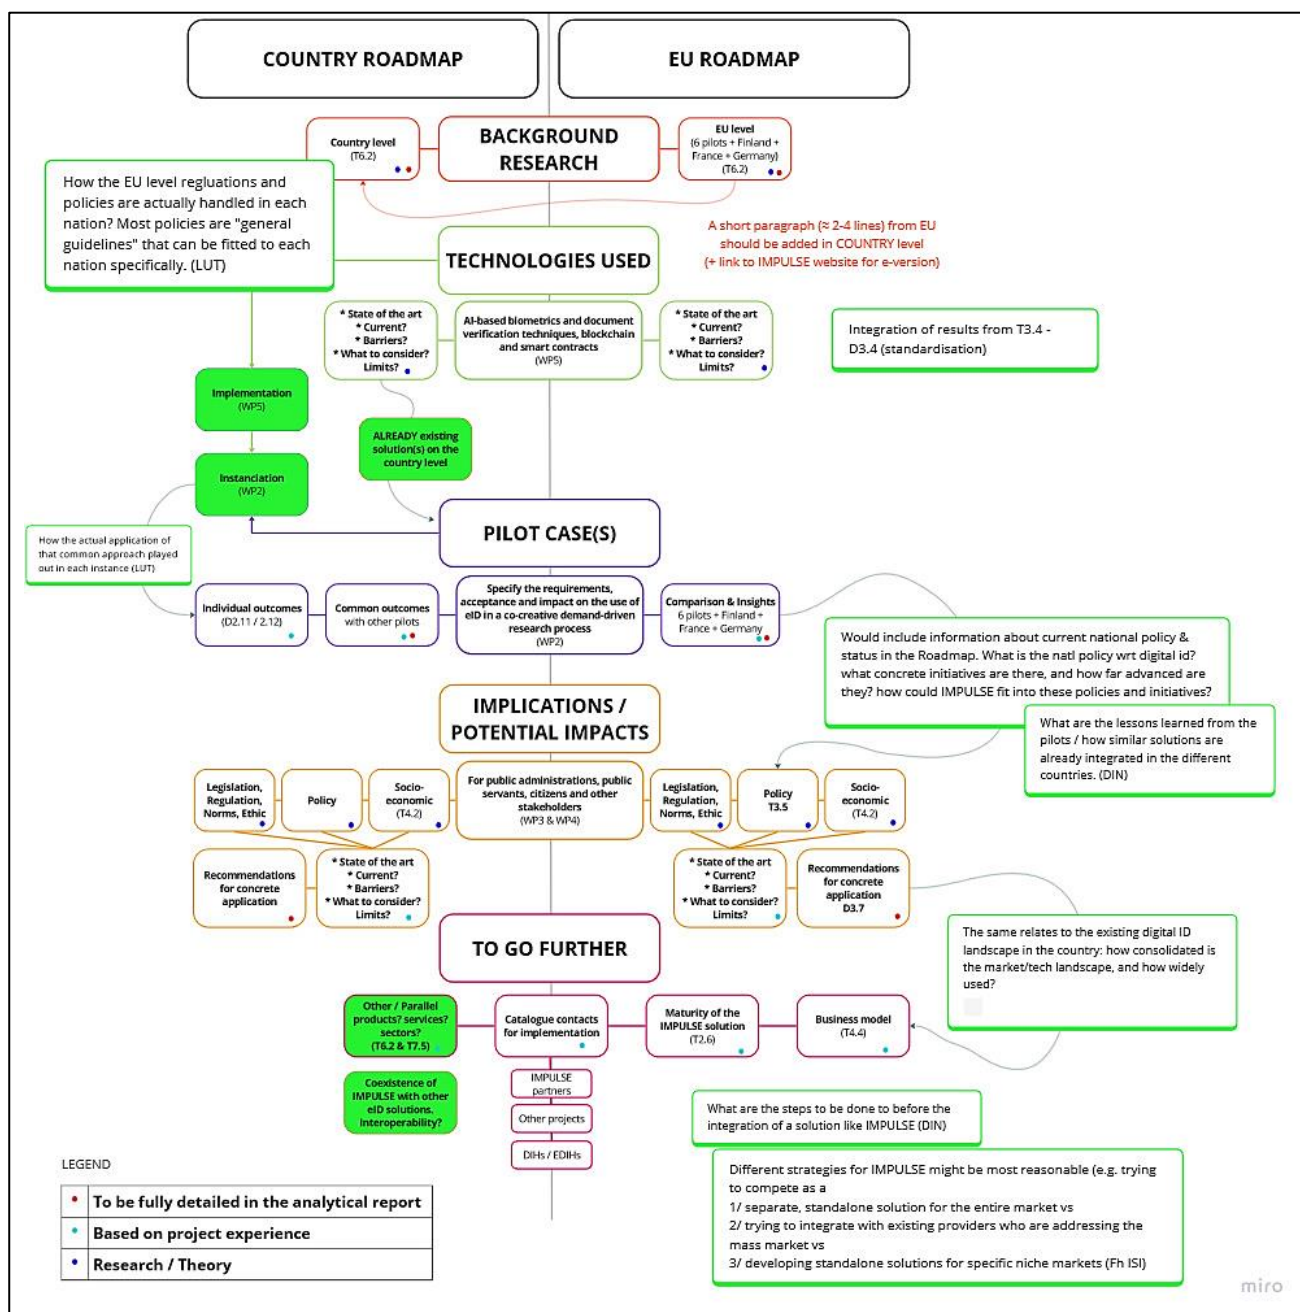 COUNTRY ROADMAP
EU ROADMAP
Country level
(T6.2)
BACKGROUND
RESEARCH
EU level
(6 pilots + Finland +
France + Germany)
(T6.2)
How the EU level regluations and
policies are actually handled in each
nation? Most policies are "general
guidelines" that can be fitted to each
nation specifically. (LUT)
A short paragraph (≈ 2-4 lines) from EU
should be added in COUNTRY level
(+ link to IMPULSE website for e-version)
TECHNOLOGIES USED
* State of the art
* Current?
* Barriers?
* What to consider?
Limits?
AI-based biometrics and document
verification techniques, blockchain
and smart contracts
(WP5)
* State of the art
* Current?
* Barriers?
* What to consider?
Limits?
Integration of results from T3.4 -
D3.4 (standardisation)
Implementation
(WP5)
ALREADY existing
solution(s) on the
country level
Instanciation
(WP2)
PILOT CASE(S)
How the actual application of
that common approach played
out in each instance (LUT)
Individual outcomes
(D2.11 / 2.12)
Common outcomes
with other pilots
Specify the requirements,
acceptance and impact on the use of
eID in a co-creative demand-driven
research process
(WP2)
Comparison & Insights
6 pilots + Finland +
France + Germany
Would include information about current national policy &
status in the Roadmap. What is the natl policy wrt digital id?
what concrete initiatives are there, and how far advanced are
they? how could IMPULSE fit into these policies and initiatives?
What are the lessons learned from the
pilots / how similar solutions are
already integrated in the different
countries. (DIN)
IMPLICATIONS /
POTENTIAL IMPACTS
Legislation,
Regulation,
Norms, Ethic
Policy
Socio-
economic
(T4.2)
For public administrations, public
servants, citizens and other
stakeholders
(WP3 & WP4)
Legislation,
Regulation,
Norms, Ethic
Policy
T3.5
Socio-
economic
(T4.2)
Recommendations
for concrete
application
* State of the art
* Current?
* Barriers?
* What to consider?
Limits?
* State of the art
* Current?
* Barriers?
* What to consider?
Limits?
Recommendations
for concrete
application
D3.7
TO GO FURTHER
The same relates to the existing digital ID
landscape in the country: how consolidated is
the market/tech landscape, and how widely
used?
Other / Parallel
products? services?
sectors?
(T6.2 & T7.5)
Catalogue contacts
for implementation
Maturity of the
IMPULSE solution
(T2.6)
Business model
(T4.4)
Coexistence of
IMPULSE with other
eID solutions.
Interoperability?
IMPULSE
partners
Other projects
DIHs / EDIHs
What are the steps to be done to before the
integration of a solution like IMPULSE (DIN)
Different strategies for IMPULSE might be most reasonable (e.g. trying
to compete as a
1/ separate, standalone solution for the entire market vs
2/ trying to integrate with existing providers who are addressing the
mass market vs
3/ developing standalone solutions for specific niche markets (Fh ISI)
LEGEND
To be fully detailed in the analytical report
Based on project experience
Research / Theory
miro